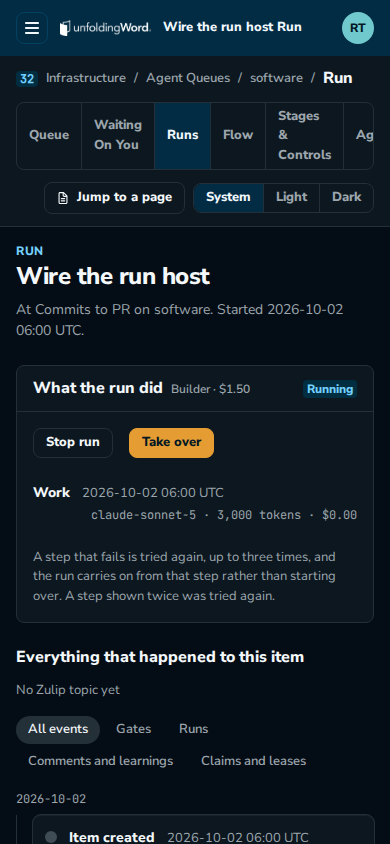 unfoldingWord. Wire the run host Run RT
32 Infrastructure / Agent Queues / software / Run
Queue
Waiting
On You
Runs
Flow
Stages
&
Controls
Ag
Jump to a page System Light Dark
RUN
Wire the run host
At Commits to PR on software. Started 2026-10-02
06:00 UTC.
What the run did Builder · $1.50 Running
Stop run Take over
Work 2026-10-02 06:00 UTC
claude-sonnet-5 · 3,000 tokens · $0.00
A step that fails is tried again, up to three times, and
the run carries on from that step rather than starting
over. A step shown twice was tried again.
Everything that happened to this item
No Zulip topic yet
All events Gates Runs
Comments and learnings Claims and leases
2026-10-02
Item created 2026-10-02 06:00 UTC